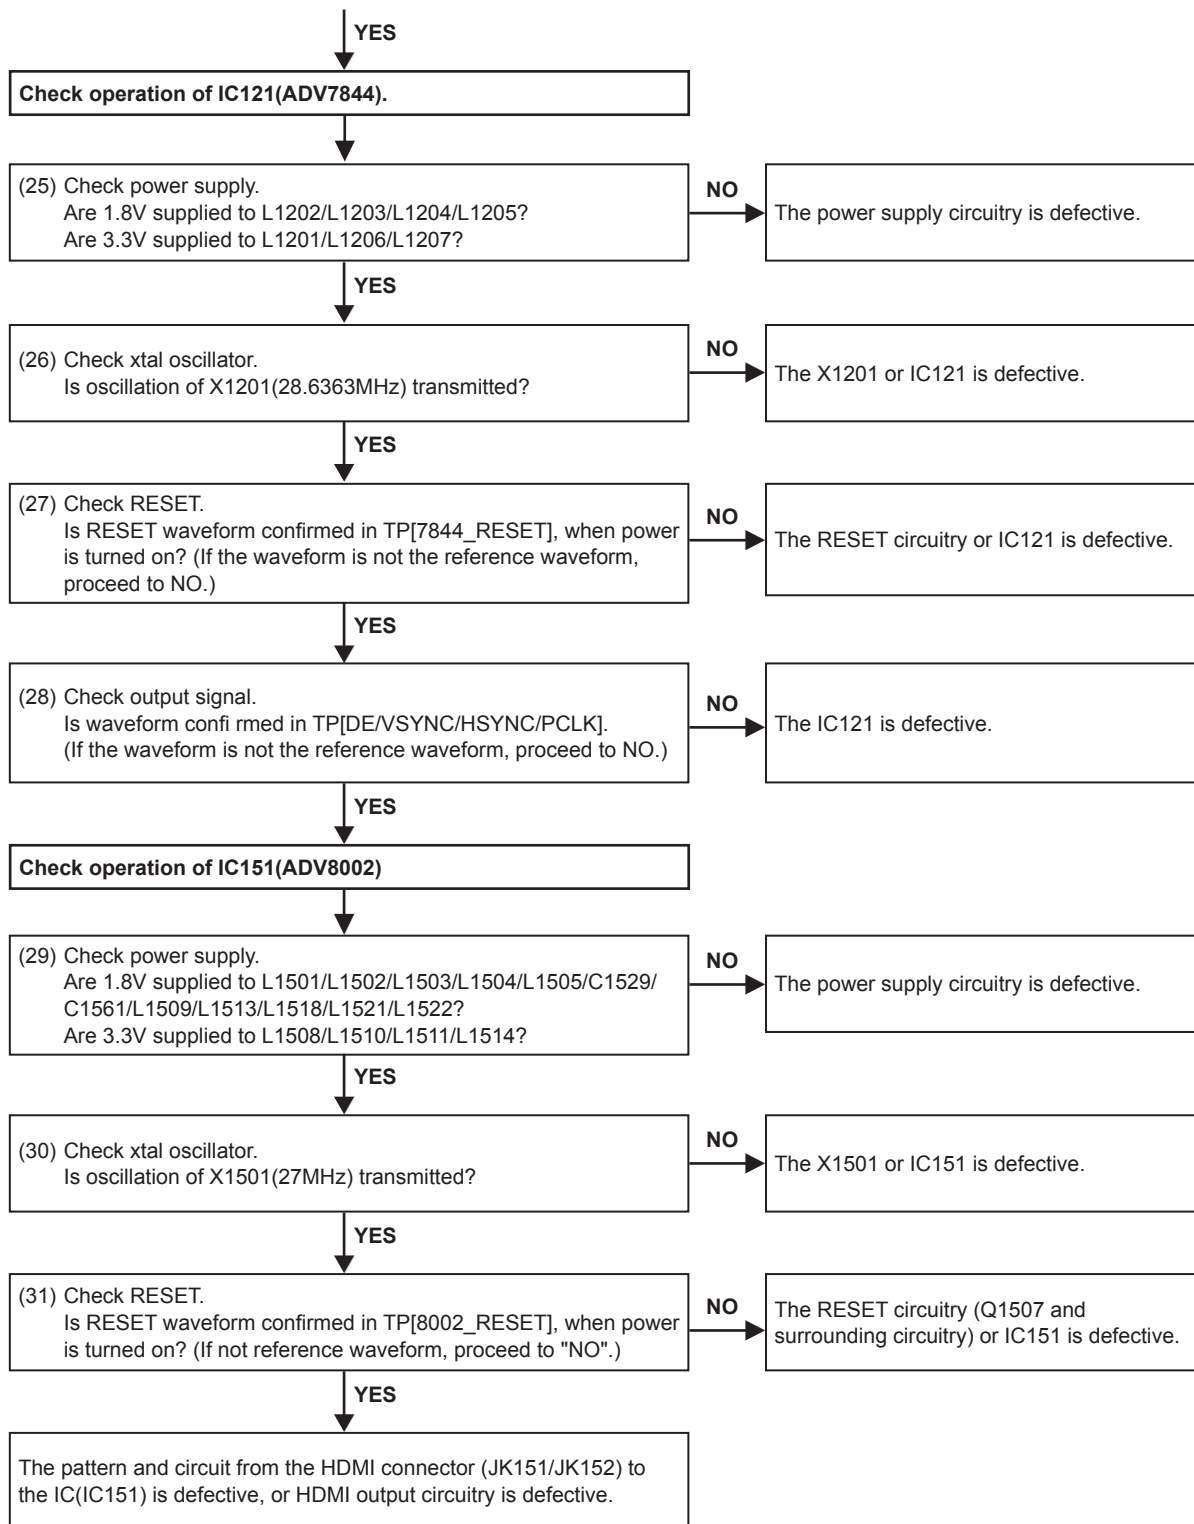 YES
Check operation of IC121(ADV7844).
(25) Check power supply.
Are 1.8V supplied to L1202/L1203/L1204/L1205?
Are 3.3V supplied to L1201/L1206/L1207?
NO
The power supply circuitry is defective.
YES
(26) Check xtal oscillator.
Is oscillation of X1201(28.6363MHz) transmitted?
NO
The X1201 or IC121 is defective.
YES
(27) Check RESET.
Is RESET waveform confirmed in TP[7844_RESET], when power
is turned on? (If the waveform is not the reference waveform,
proceed to NO.)
NO
The RESET circuitry or IC121 is defective.
YES
(28) Check output signal.
Is waveform confi rmed in TP[DE/VSYNC/HSYNC/PCLK].
(If the waveform is not the reference waveform, proceed to NO.)
NO
The IC121 is defective.
YES
Check operation of IC151(ADV8002)
(29) Check power supply.
Are 1.8V supplied to L1501/L1502/L1503/L1504/L1505/C1529/
C1561/L1509/L1513/L1518/L1521/L1522?
Are 3.3V supplied to L1508/L1510/L1511/L1514?
NO
The power supply circuitry is defective.
YES
(30) Check xtal oscillator.
Is oscillation of X1501(27MHz) transmitted?
NO
The X1501 or IC151 is defective.
YES
(31) Check RESET.
Is RESET waveform confirmed in TP[8002_RESET], when power
is turned on? (If not reference waveform, proceed to "NO".)
NO
The RESET circuitry (Q1507 and
surrounding circuitry) or IC151 is defective.
YES
The pattern and circuit from the HDMI connector (JK151/JK152) to
the IC(IC151) is defective, or HDMI output circuitry is defective.